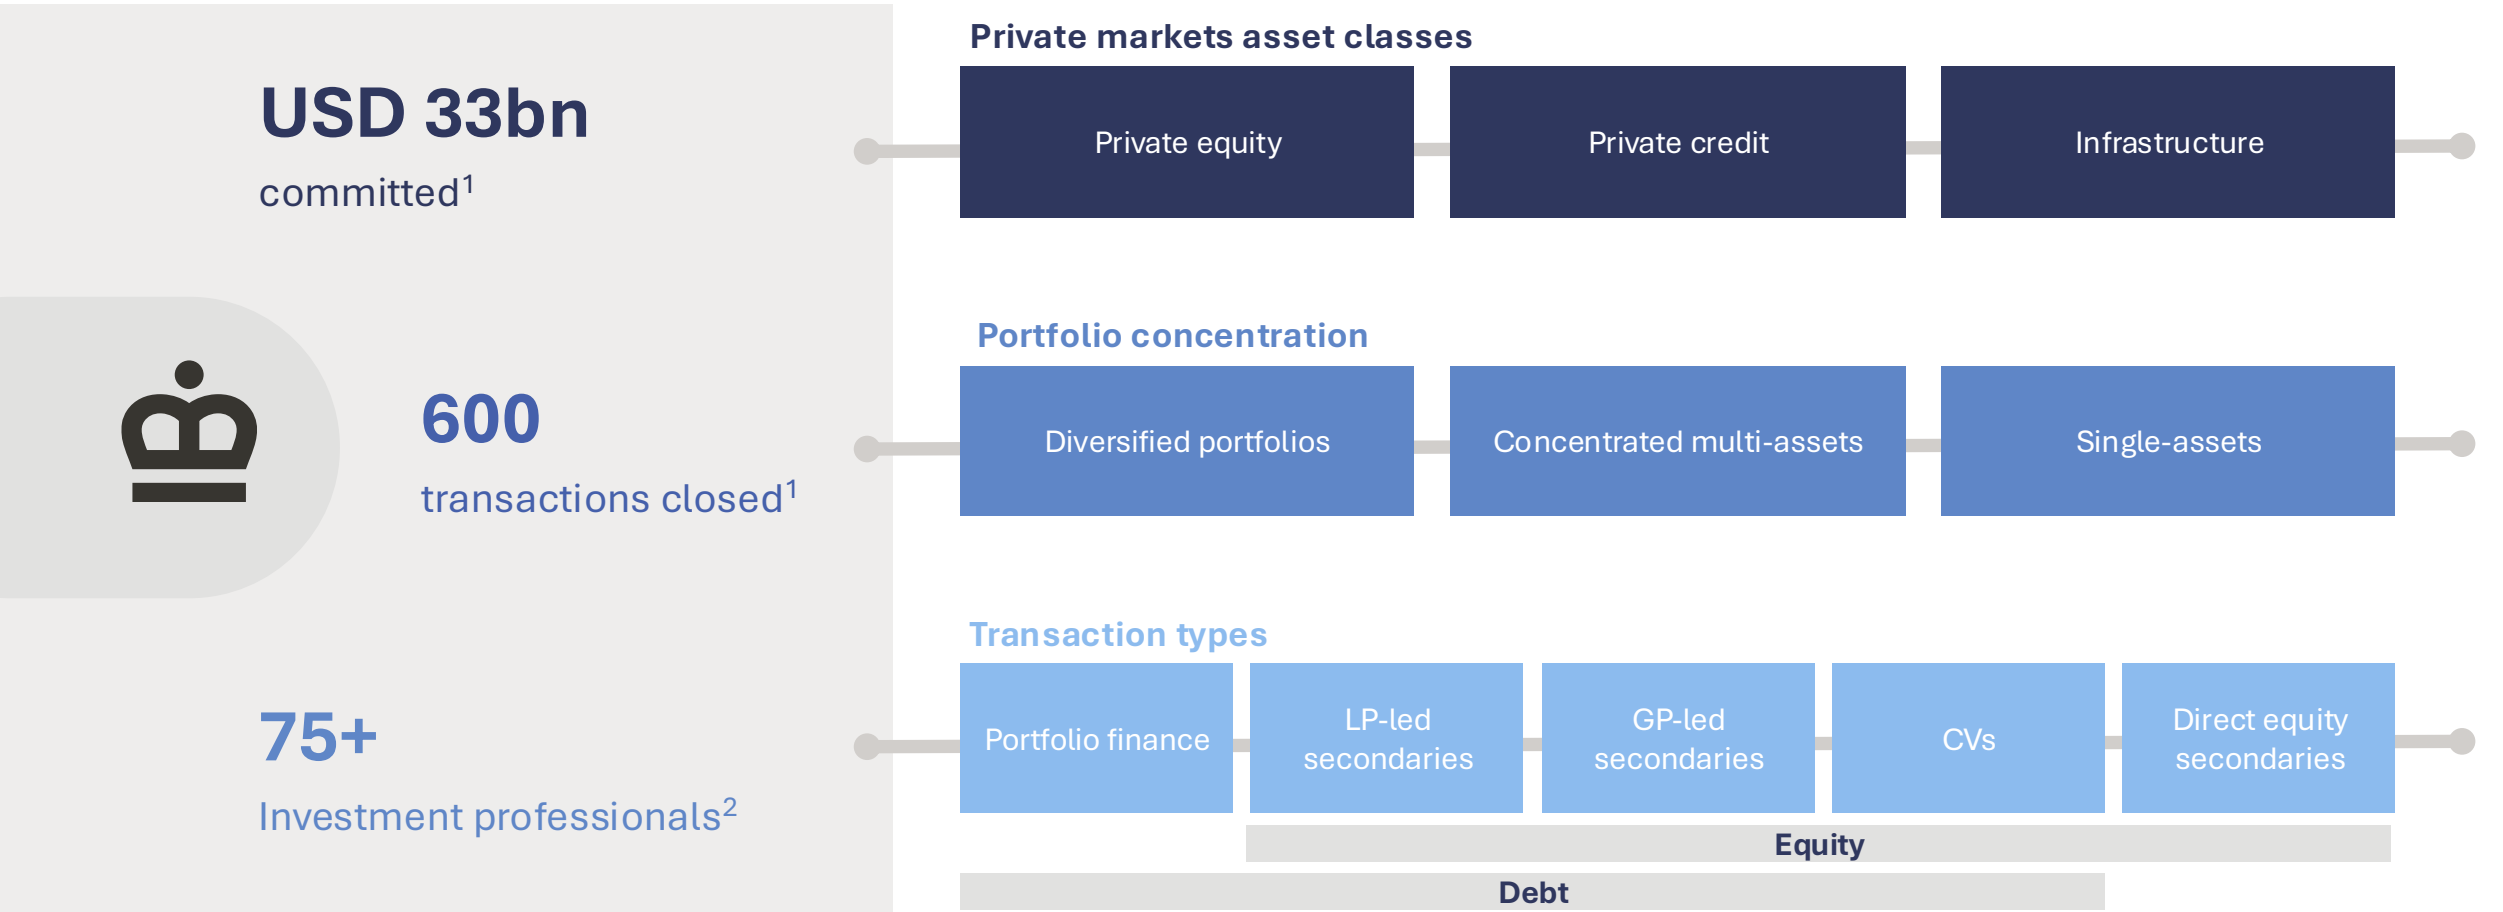 USD 33bn
committed¹
600
transactions closed¹
75+
Investment professionals²
Private markets asset classes
Private equity
Private credit
Infrastructure
Portfolio concentration
Diversified portfolios
Concentrated multi-assets
Single-assets
Transaction types
Portfolio finance
LP-led
secondaries
GP-led
secondaries
CVs
Direct equity
secondaries
Equity
Debt